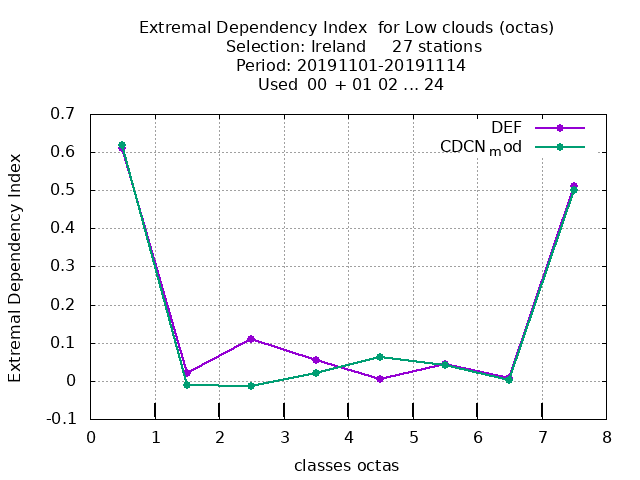 Extremal Dependency Index  for Low clouds (octas)
Selection: Ireland     27 stations
Period: 20191101-20191114
Used  00  + 01 02 ... 24
0.7
0.6
0.5
0.4
0.3
0.2
0.1
0
-0.1
Extremal Dependency Index
DEF
CDCN_mod
0 1 2 3 4 5 6 7 8
classes octas